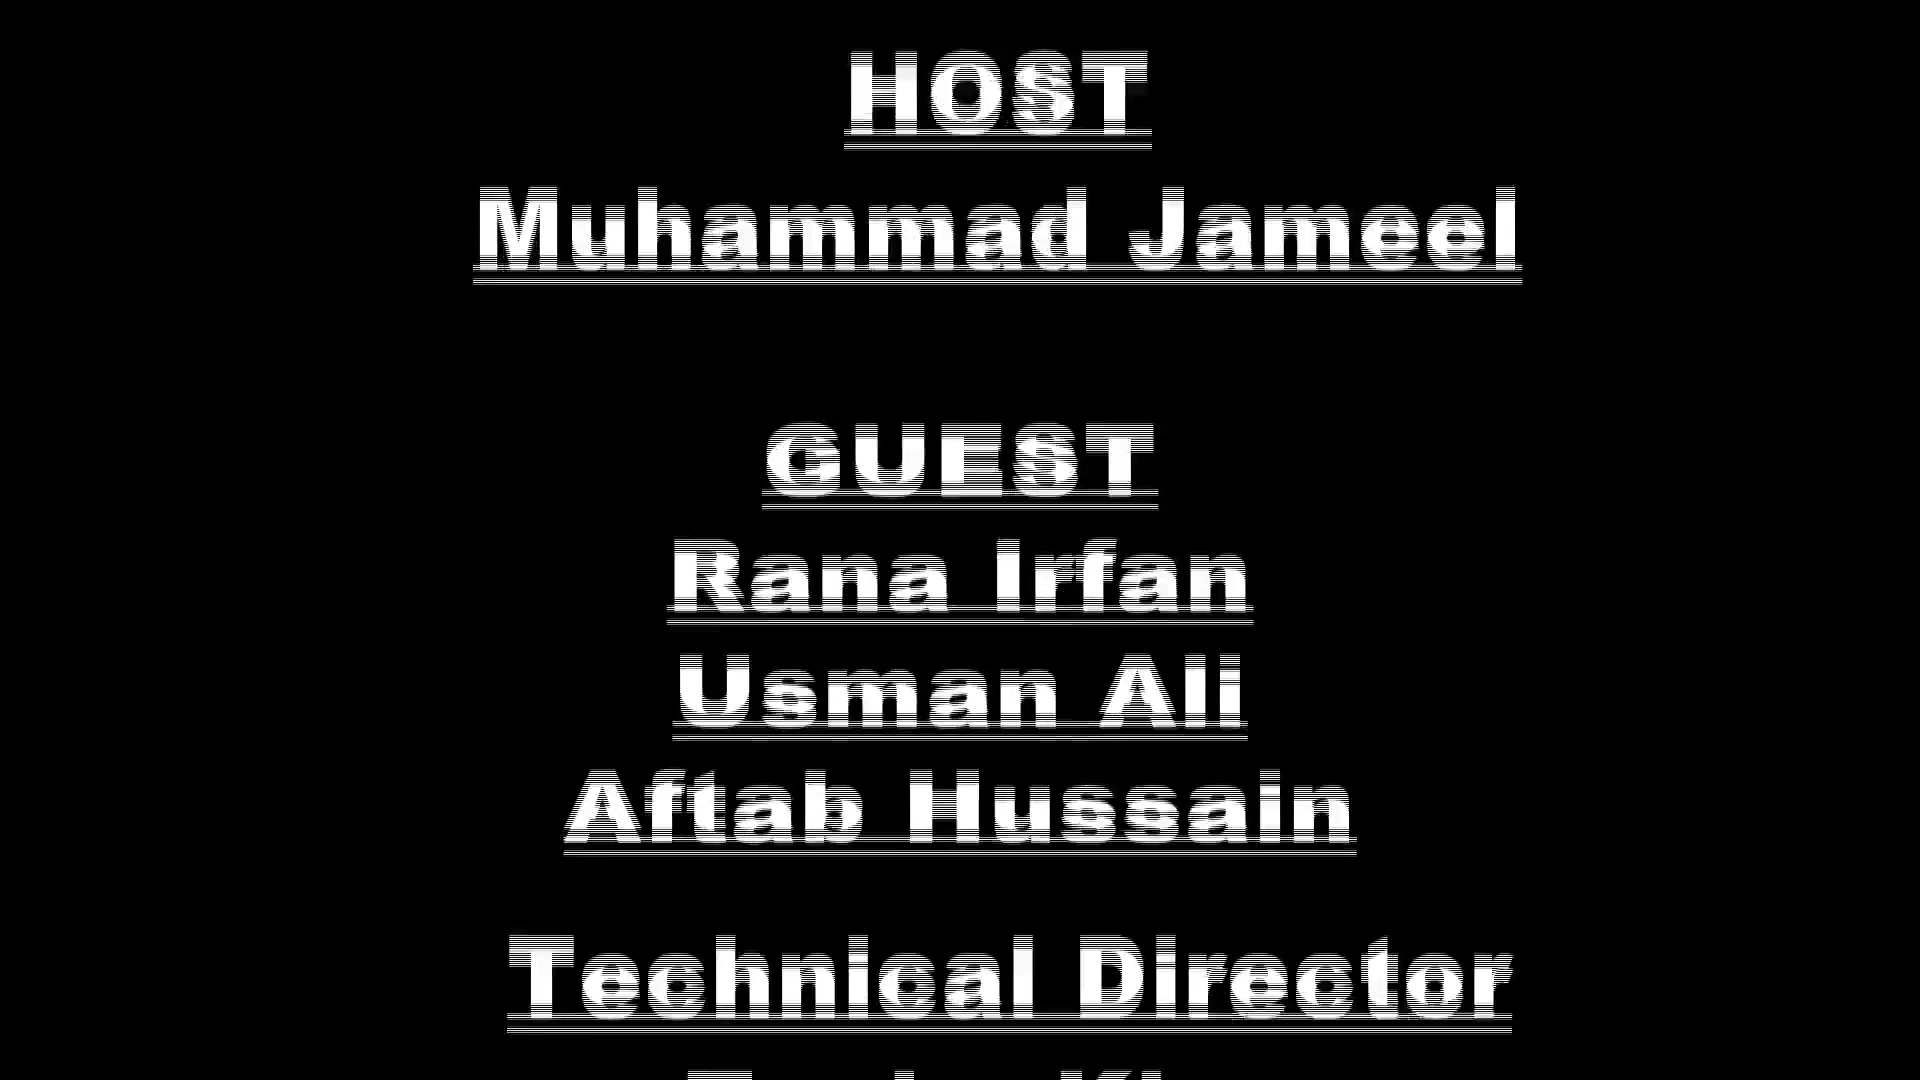 HOST
Muhammad Jameel
GUEST
Rana Irfan
Usman Ali
Aftab Hussain
Technical Director